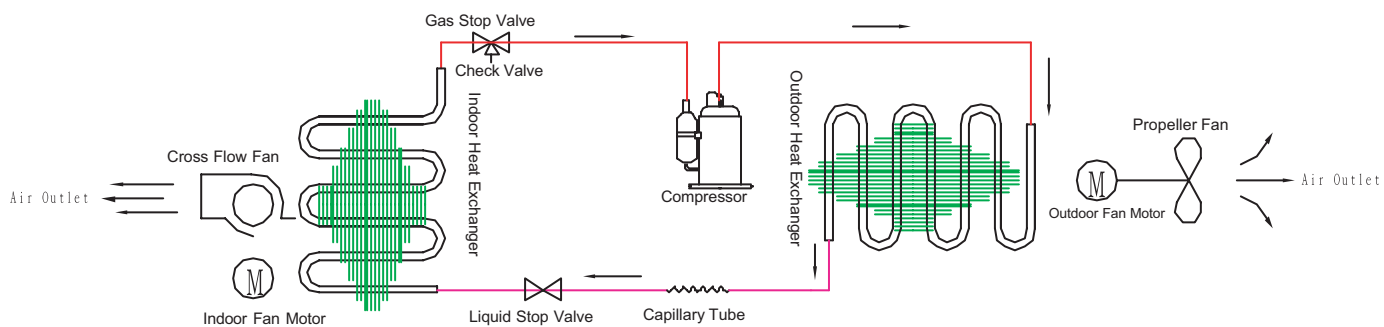 Gas Stop Valve
Check Valve
Indoor Heat Exchanger
Cross Flow Fan
Air Outlet
M
Indoor Fan Motor
Compressor
Outdoor Heat Exchanger
Propeller Fan
M
Outdoor Fan Motor
Air Outlet
Liquid Stop Valve
Capillary Tube